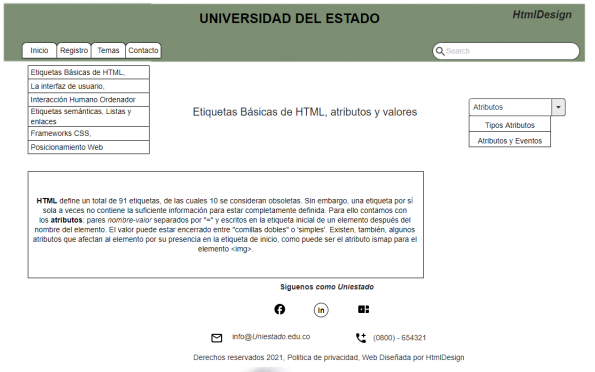 UNIVERSIDAD DEL ESTADO
HtmlDesign
Inicio
Registro
Temas
Contacto
Search
Etiquetas Básicas de HTML,
La interfaz de usuario,
Interacción Humano Ordenador
Etiquetas semánticas, Listas y
enlaces
Frameworks CSS,
Posicionamiento Web
Etiquetas Básicas de HTML, atributos y valores
Atributos
Tipos Atributos
Atributos y Eventos
HTML define un total de 91 etiquetas, de las cuales 10 se consideran obsoletas. Sin embargo, una etiqueta por sí
sola a veces no contiene la suficiente información para estar completamente definida. Para ello contamos con
los atributos: pares nombre-valor separados por "=" y escritos en la etiqueta inicial de un elemento después del
nombre del elemento. El valor puede estar encerrado entre "comillas dobles" o 'simples'. Existen, también, algunos
atributos que afectan al elemento por su presencia en la etiqueta de inicio, como puede ser el atributo ismap para el
elemento <img>.
Siguenos como Uniestado
in
info@Uniestado.edu.co
(0800) - 654321
Derechos reservados 2021, Politica de privacidad, Web Diseñada por HtmlDesign